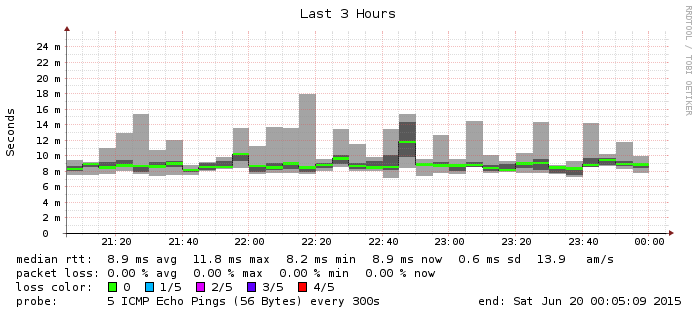 Last 3 Hours
RRDTOOL / TOBI OETIKER
Seconds
24 m
22 m
20 m
18 m
16 m
14 m
12 m
10 m
8 m
6 m
4 m
2 m
0
21:20 21:40 22:00 22:20 22:40 23:00 23:20 23:40 00:00
median rtt: 8.9 ms avg 11.8 ms max 8.2 ms min 8.9 ms now 0.6 ms sd 13.9 am/s
packet loss: 0.00 % avg 0.00 % max 0.00 % min 0.00 % now
loss color: 0 1/5 2/5 3/5 4/5
probe: 5 ICMP Echo Pings (56 Bytes) every 300s end: Sat Jun 20 00:05:09 2015